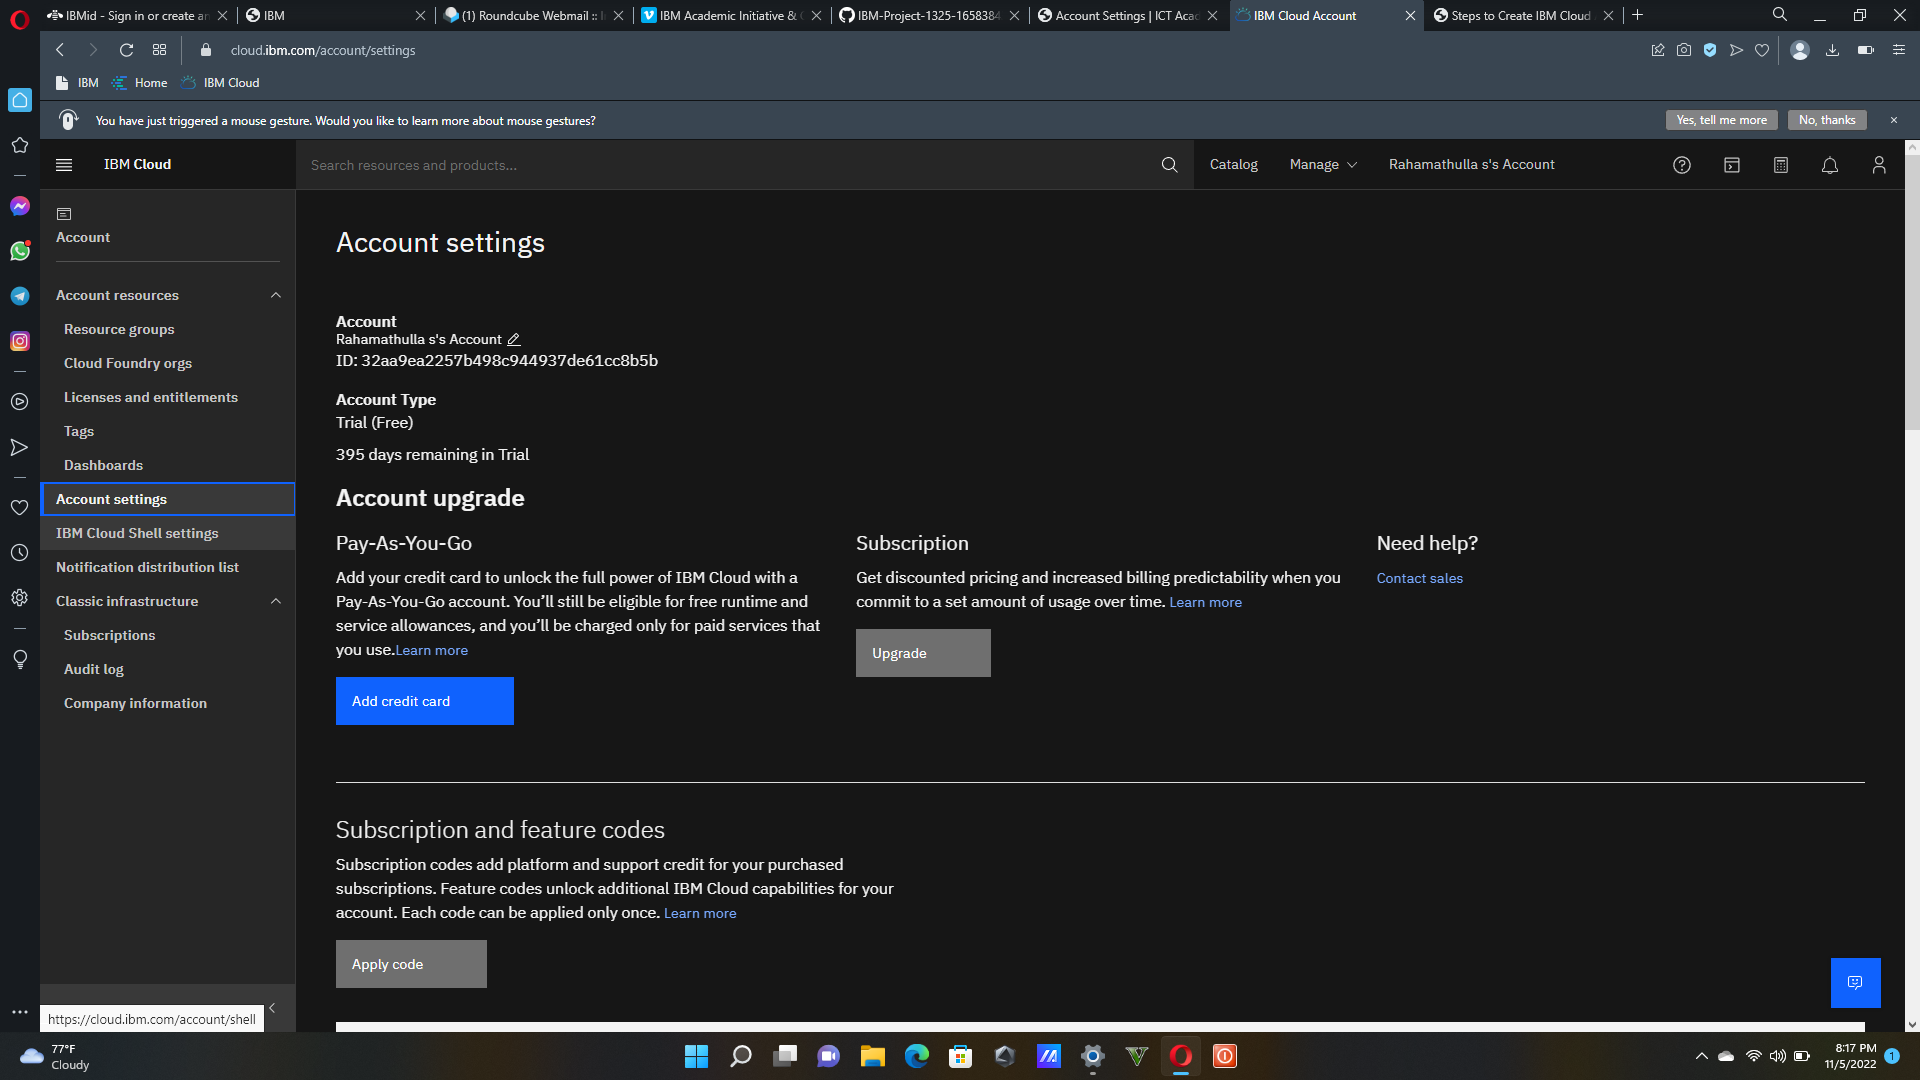 IBMid - Sign in or create a
IBM
(1) Roundcube Webmail ::
IBM Academic Initiative &
IBM-Project-1325-1658384
Account Settings | ICT Aca
IBM Cloud Account
Steps to Create IBM Cloud
cloud.ibm.com/account/settings
IBM
Home
IBM Cloud
You have just triggered a mouse gesture. Would you like to learn more about mouse gestures?
Yes, tell me more
No, thanks
IBM Cloud
Search resources and products...
Catalog
Manage
Rahamathulla s's Account
Account
Account resources
Resource groups
Cloud Foundry orgs
Licenses and entitlements
Tags
Dashboards
Account settings
IBM Cloud Shell settings
Notification distribution list
Classic infrastructure
Subscriptions
Audit log
Company information
Account settings
Account
Rahamathulla s's Account
ID: 32aa9ea2257b498c944937de61cc8b5b
Account Type
Trial (Free)
395 days remaining in Trial
Account upgrade
Pay-As-You-Go
Add your credit card to unlock the full power of IBM Cloud with a
Pay-As-You-Go account. You’ll still be eligible for free runtime and
service allowances, and you’ll be charged only for paid services that
you use.Learn more
Add credit card
Subscription
Get discounted pricing and increased billing predictability when you
commit to a set amount of usage over time. Learn more
Upgrade
Need help?
Contact sales
Subscription and feature codes
Subscription codes add platform and support credit for your purchased
subscriptions. Feature codes unlock additional IBM Cloud capabilities for your
account. Each code can be applied only once. Learn more
Apply code
https://cloud.ibm.com/account/shell
77°F
Cloudy
8:17 PM
11/5/2022
1